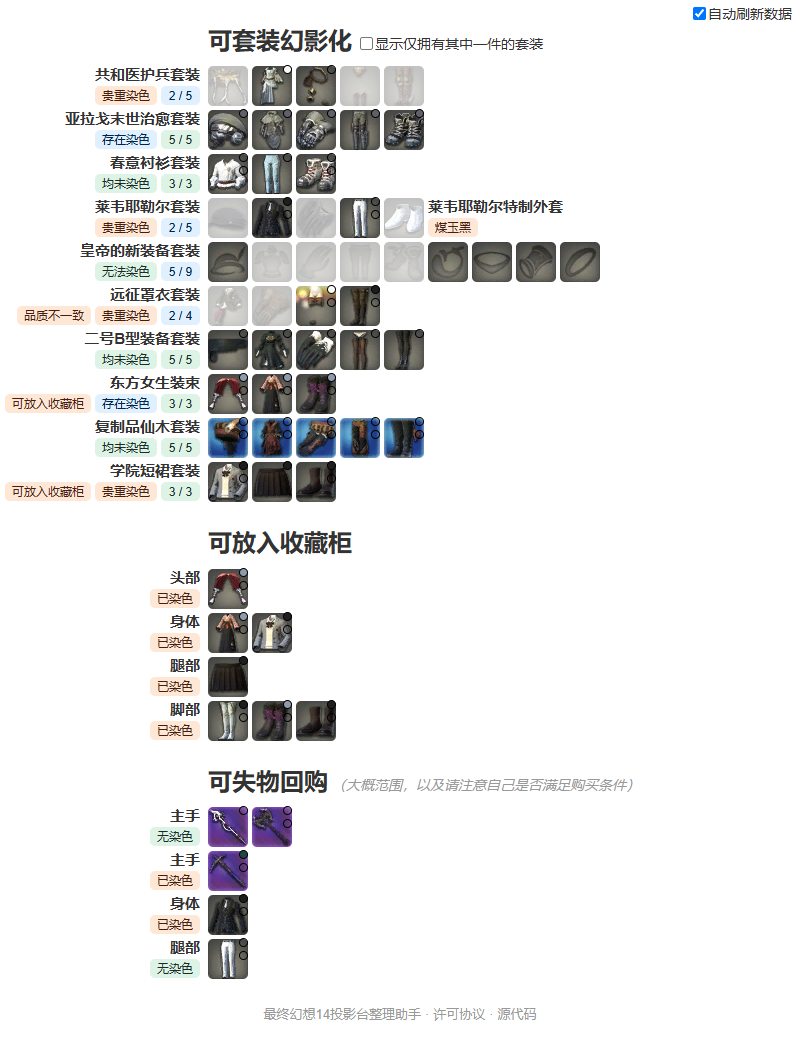 自动刷新数据
可套装幻影化 显示仅拥有其中一件的套装
共和医护兵套装
贵重染色 2 / 5
亚拉戈末世治愈套装
存在染色 5 / 5
春意衬衫套装
均未染色 3 / 3
莱韦耶勒尔套装 莱韦耶勒尔特制外套
贵重染色 2 / 5 煤玉黑
皇帝的新装备套装
无法染色 5 / 9
远征罩衣套装
品质不一致 贵重染色 2 / 4
二号B型装备套装
均未染色 5 / 5
东方女生装束
可放入收藏柜 存在染色 3 / 3
复制品仙木套装
均未染色 5 / 5
学院短裙套装
可放入收藏柜 贵重染色 3 / 3
可放入收藏柜
头部
已染色
身体
已染色
腿部
已染色
脚部
已染色
可失物回购 （大概范围，以及请注意自己是否满足购买条件）
主手
无染色
主手
已染色
身体
已染色
腿部
无染色
最终幻想14投影台整理助手 · 许可协议 · 源代码